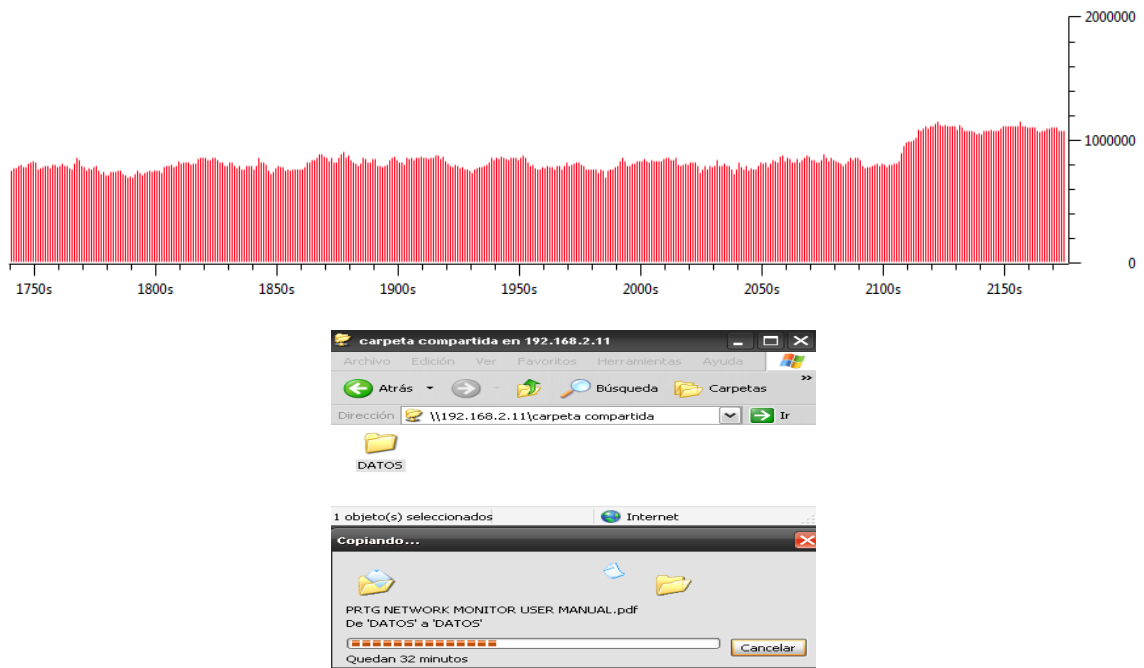 2000000
1000000
0
1750s 1800s 1850s 1900s 1950s 2000s 2050s 2100s 2150s
carpeta compartida en 192.168.2.11
Archivo Edición Ver Favoritos Herramientas Ayuda
Atrás Búsqueda Carpetas »
Dirección \\192.168.2.11\carpeta compartida Ir
DATOS
1 objeto(s) seleccionados Internet
Copiando...
PRTG NETWORK MONITOR USER MANUAL.pdf
De 'DATOS' a 'DATOS'
Cancelar
Quedan 32 minutos